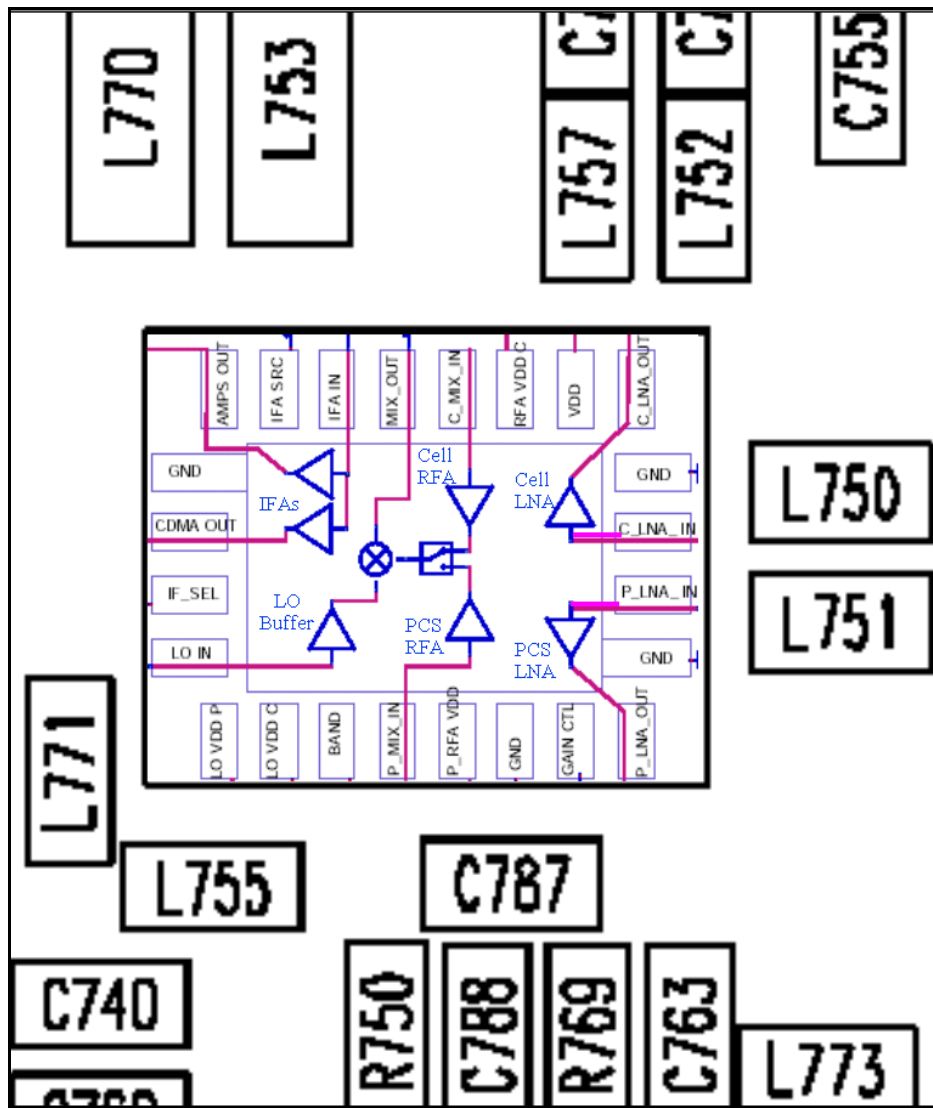 L770
L753
L757
L752
C755
AMPS OUT
IFA SRC
IFA IN
MIX_OUT
C_MIX_IN
RFA VDD C
VDD
C_LNA_OUT
GND
IFAs
Cell
RFA
Cell
LNA
GND
CDMA OUT
C_LNA_IN
IF_SEL
LO
Buffer
PCS
RFA
PCS
LNA
P_LNA_IN
LO IN
GND
LO VDD P
LO VDD C
BAND
P_MIX_IN
P_RFA VDD
GND
GAIN CTL
P_LNA_OUT
L750
L751
L771
L755
C787
C740
R750
C788
R769
C763
L773